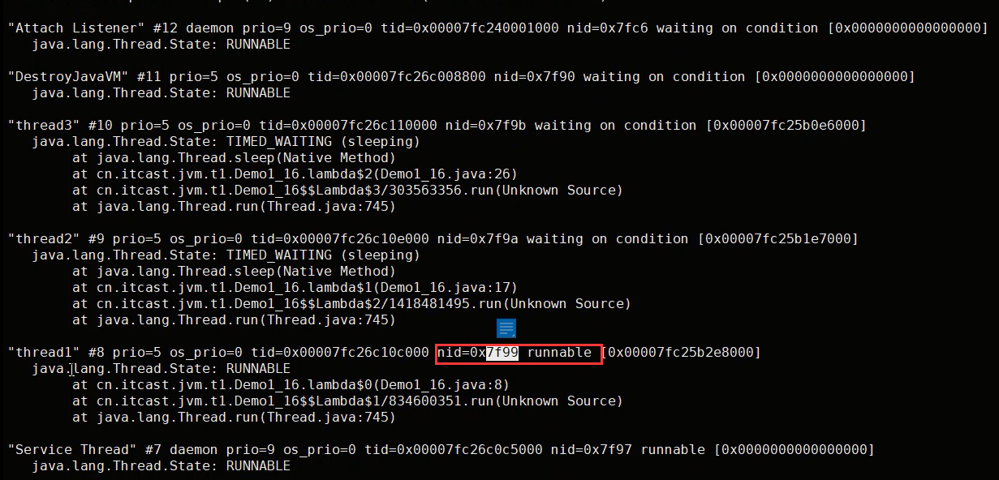 "Attach Listener" #12 daemon prio=9 os_prio=0 tid=0x00007fc240001000 nid=0x7fc6 waiting on condition [0x0000000000000000]
java.lang.Thread.State: RUNNABLE
"DestroyJavaVM" #11 prio=5 os_prio=0 tid=0x00007fc26c008800 nid=0x7f90 waiting on condition [0x0000000000000000]
java.lang.Thread.State: RUNNABLE
"thread3" #10 prio=5 os_prio=0 tid=0x00007fc26c110000 nid=0x7f9b waiting on condition [0x00007fc25b0e6000]
java.lang.Thread.State: TIMED_WAITING (sleeping)
at java.lang.Thread.sleep(Native Method)
at cn.itcast.jvm.t1.Demo1_16.lambda$2(Demo1_16.java:26)
at cn.itcast.jvm.t1.Demo1_16$$Lambda$3/303563356.run(Unknown Source)
at java.lang.Thread.run(Thread.java:745)
"thread2" #9 prio=5 os_prio=0 tid=0x00007fc26c10e000 nid=0x7f9a waiting on condition [0x00007fc25b1e7000]
java.lang.Thread.State: TIMED_WAITING (sleeping)
at java.lang.Thread.sleep(Native Method)
at cn.itcast.jvm.t1.Demo1_16.lambda$1(Demo1_16.java:17)
at cn.itcast.jvm.t1.Demo1_16$$Lambda$2/1418481495.run(Unknown Source)
at java.lang.Thread.run(Thread.java:745)
"thread1" #8 prio=5 os_prio=0 tid=0x00007fc26c10c000 nid=0x7f99 runnable [0x00007fc25b2e8000]
java.lang.Thread.State: RUNNABLE
at cn.itcast.jvm.t1.Demo1_16.lambda$0(Demo1_16.java:8)
at cn.itcast.jvm.t1.Demo1_16$$Lambda$1/834600351.run(Unknown Source)
at java.lang.Thread.run(Thread.java:745)
"Service Thread" #7 daemon prio=9 os_prio=0 tid=0x00007fc26c0c5000 nid=0x7f97 runnable [0x0000000000000000]
java.lang.Thread.State: RUNNABLE